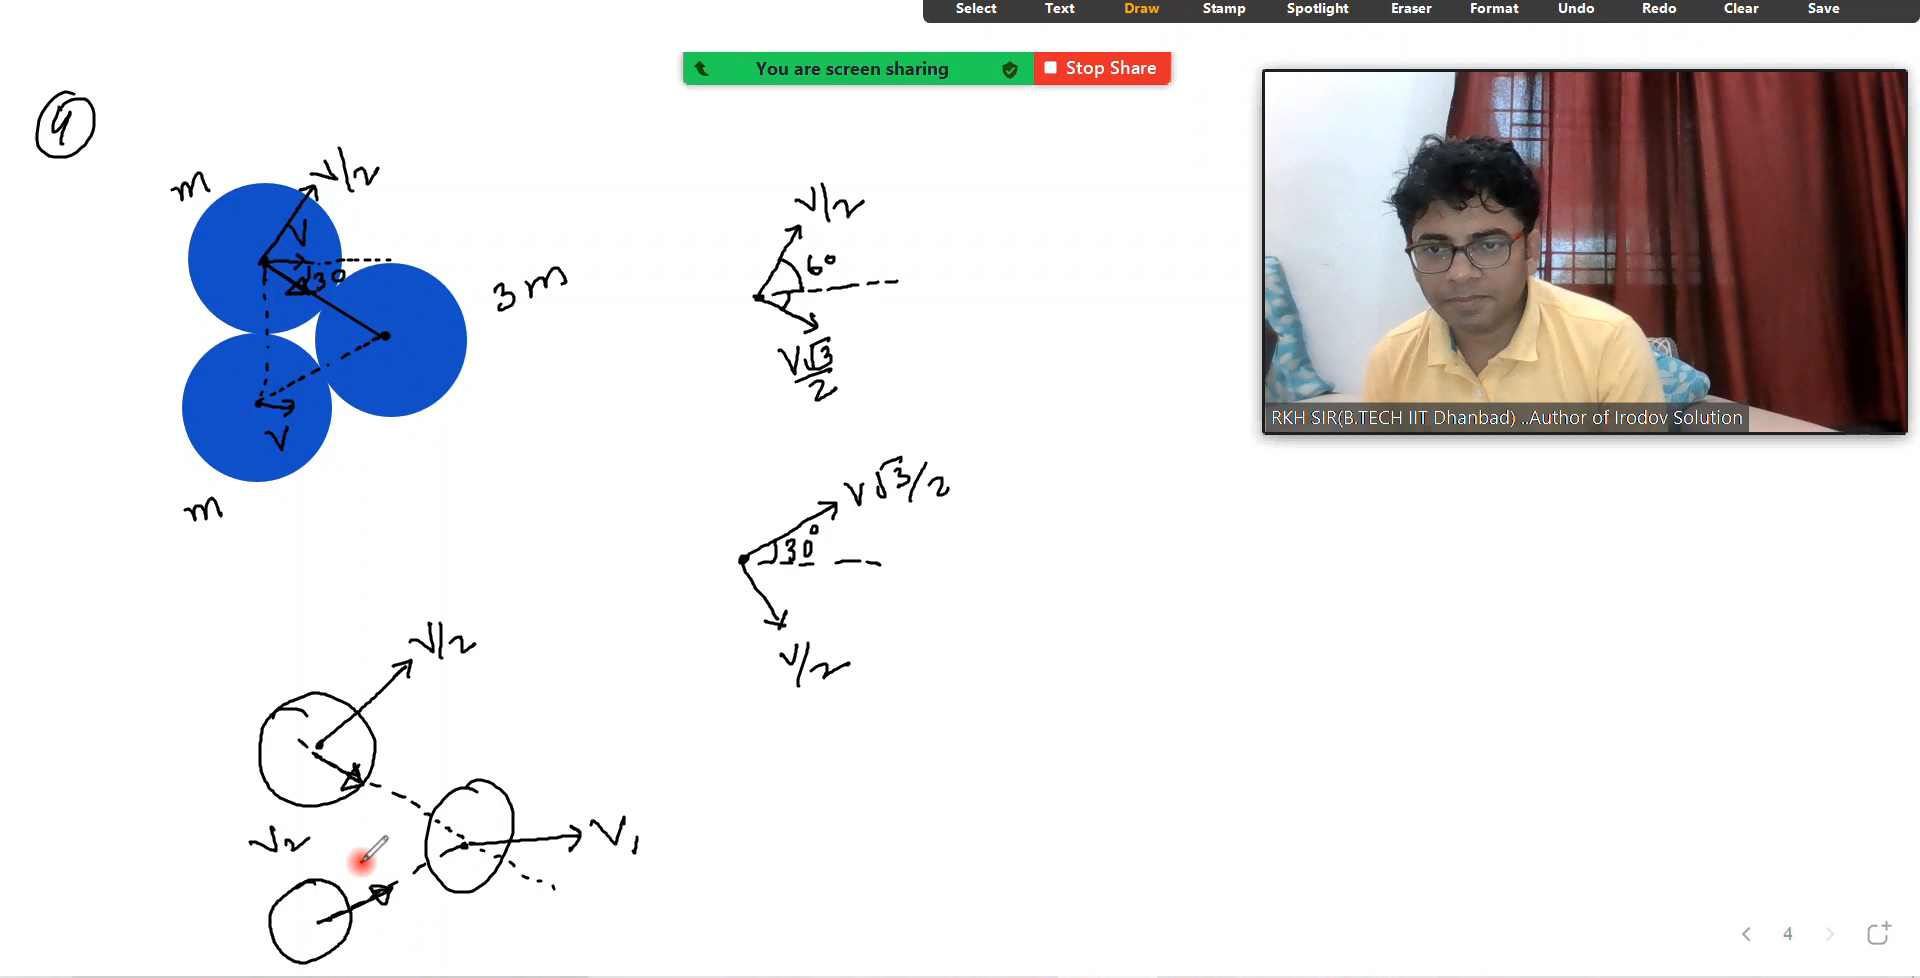 Select Text Draw Stamp Spotlight Eraser Format Undo Redo Clear Save
You are screen sharing
Stop Share
4
m
V/2
V
30
3m
V
m
V/2
60
V√3/2
V√3/2
30°
V/2
V/2
V2
V1
RKH SIR(B.TECH IIT Dhanbad) ..Author of Irodov Solution
4